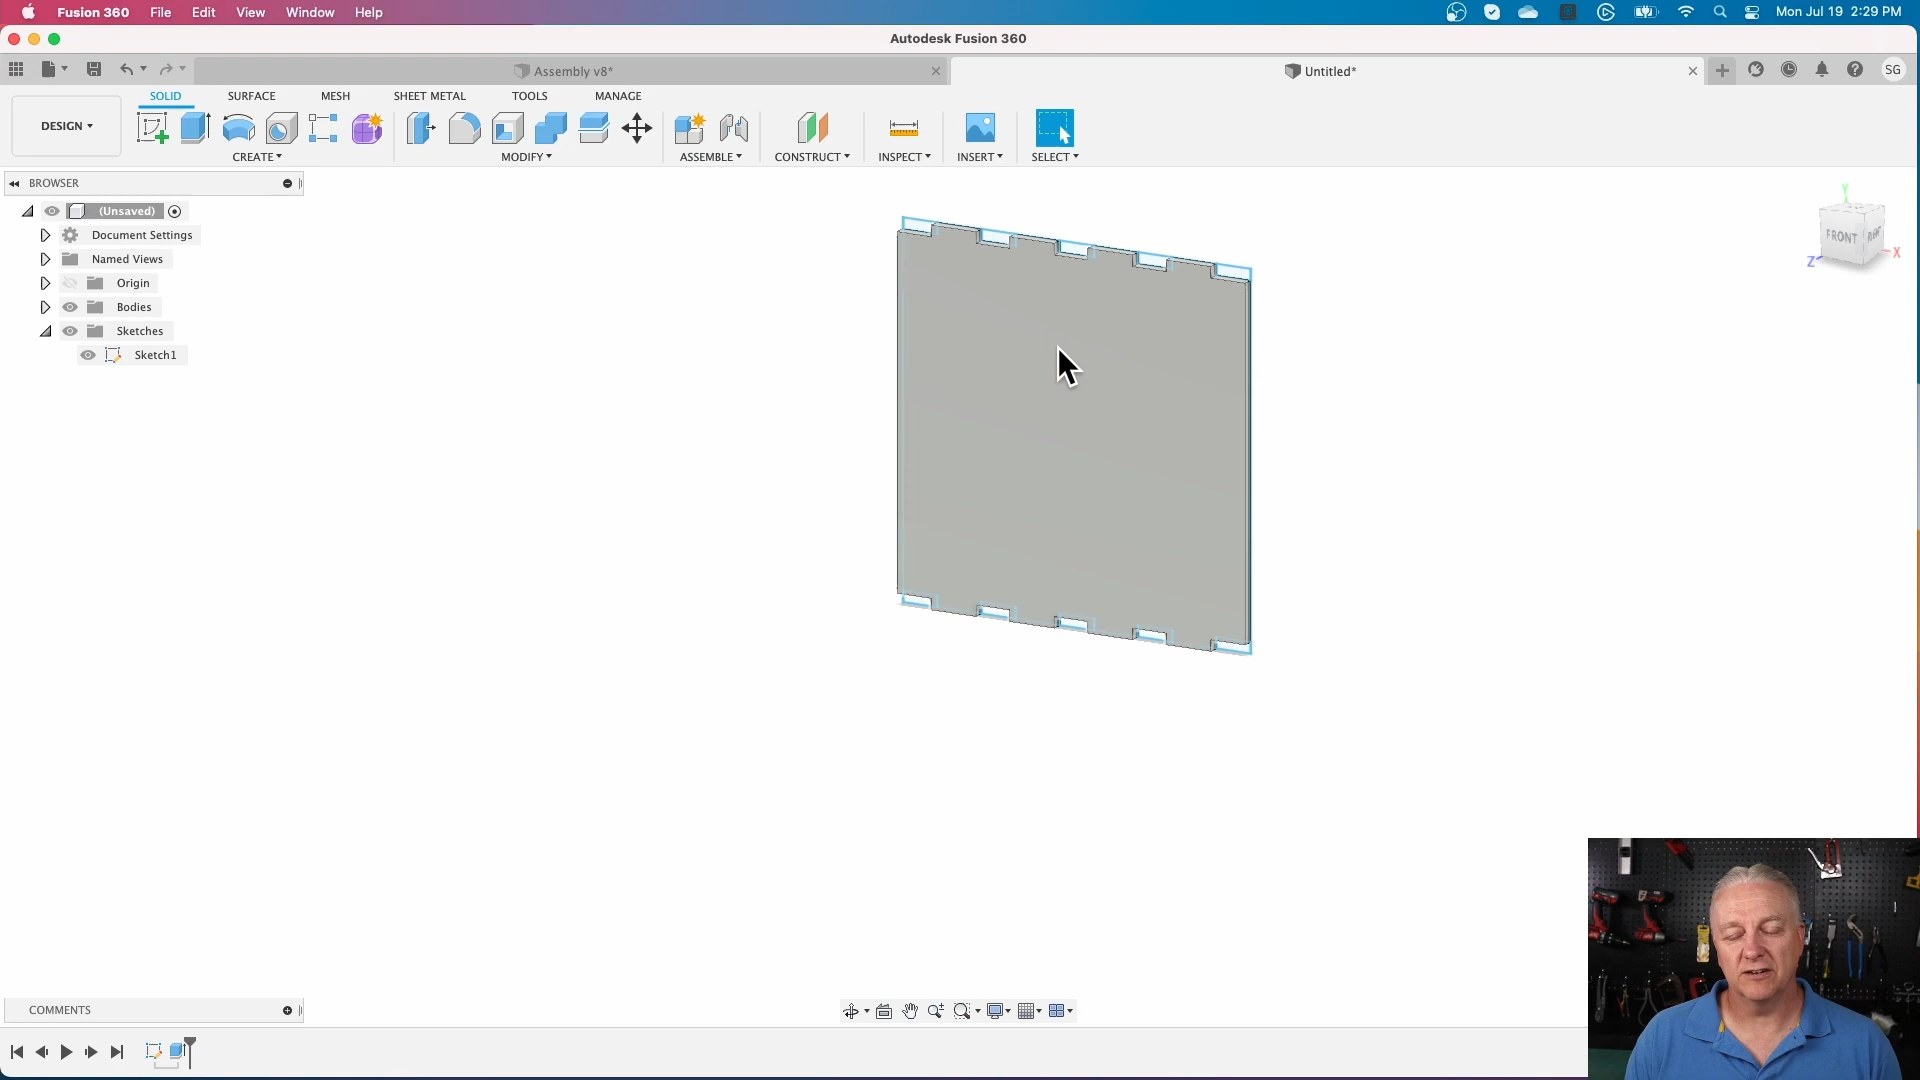 Fusion 360 File Edit View Window Help Mon Jul 19 2:29 PM
Autodesk Fusion 360
Assembly v8* Untitled* SG
SOLID SURFACE MESH SHEET METAL TOOLS MANAGE
DESIGN
CREATE MODIFY ASSEMBLE CONSTRUCT INSPECT INSERT SELECT
BROWSER
(Unsaved)
Document Settings
Named Views
Origin
Bodies
Sketches
Sketch1
Y
FRONT RIGHT
X
Z
COMMENTS